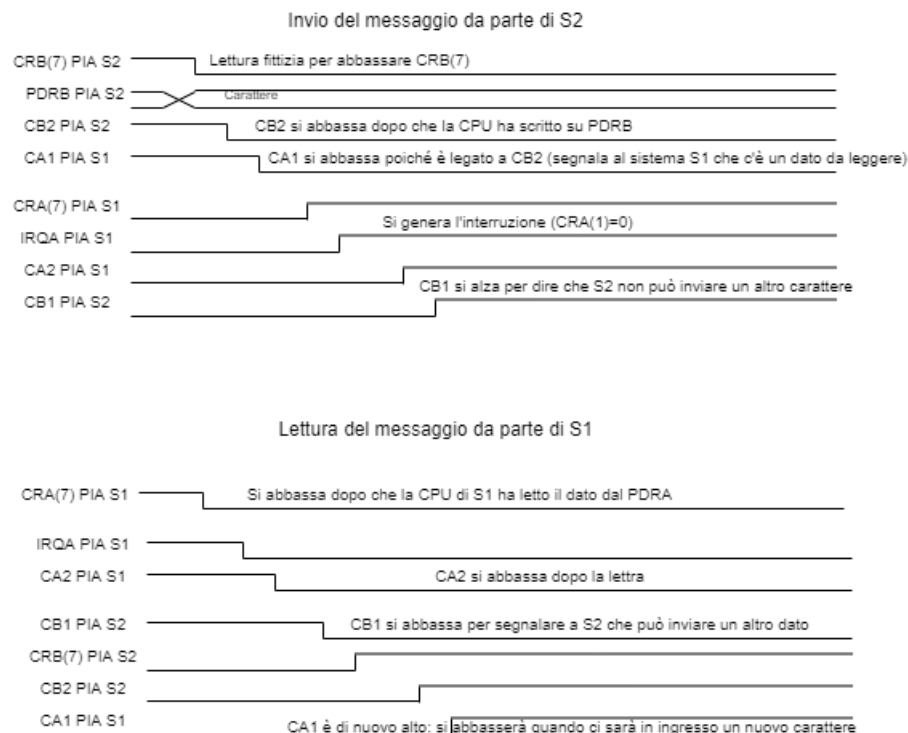 Invio del messaggio da parte di S2
CRB(7) PIA S2 Lettura fittizia per abbassare CRB(7)
PDRB PIA S2 Carattere
CB2 PIA S2 CB2 si abbassa dopo che la CPU ha scritto su PDRB
CA1 PIA S1 CA1 si abbassa poiché è legato a CB2 (segnala al sistema S1 che c'è un dato da leggere)
CRA(7) PIA S1
Si genera l'interruzione (CRA(1)=0)
IRQA PIA S1
CA2 PIA S1
CB1 si alza per dire che S2 non può inviare un altro carattere
CB1 PIA S2
Lettura del messaggio da parte di S1
CRA(7) PIA S1 Si abbassa dopo che la CPU di S1 ha letto il dato dal PDRA
IRQA PIA S1
CA2 PIA S1 CA2 si abbassa dopo la lettra
CB1 PIA S2 CB1 si abbassa per segnalare a S2 che può inviare un altro dato
CRB(7) PIA S2
CB2 PIA S2
CA1 PIA S1 CA1 è di nuovo alto: si abbasserà quando ci sarà in ingresso un nuovo carattere